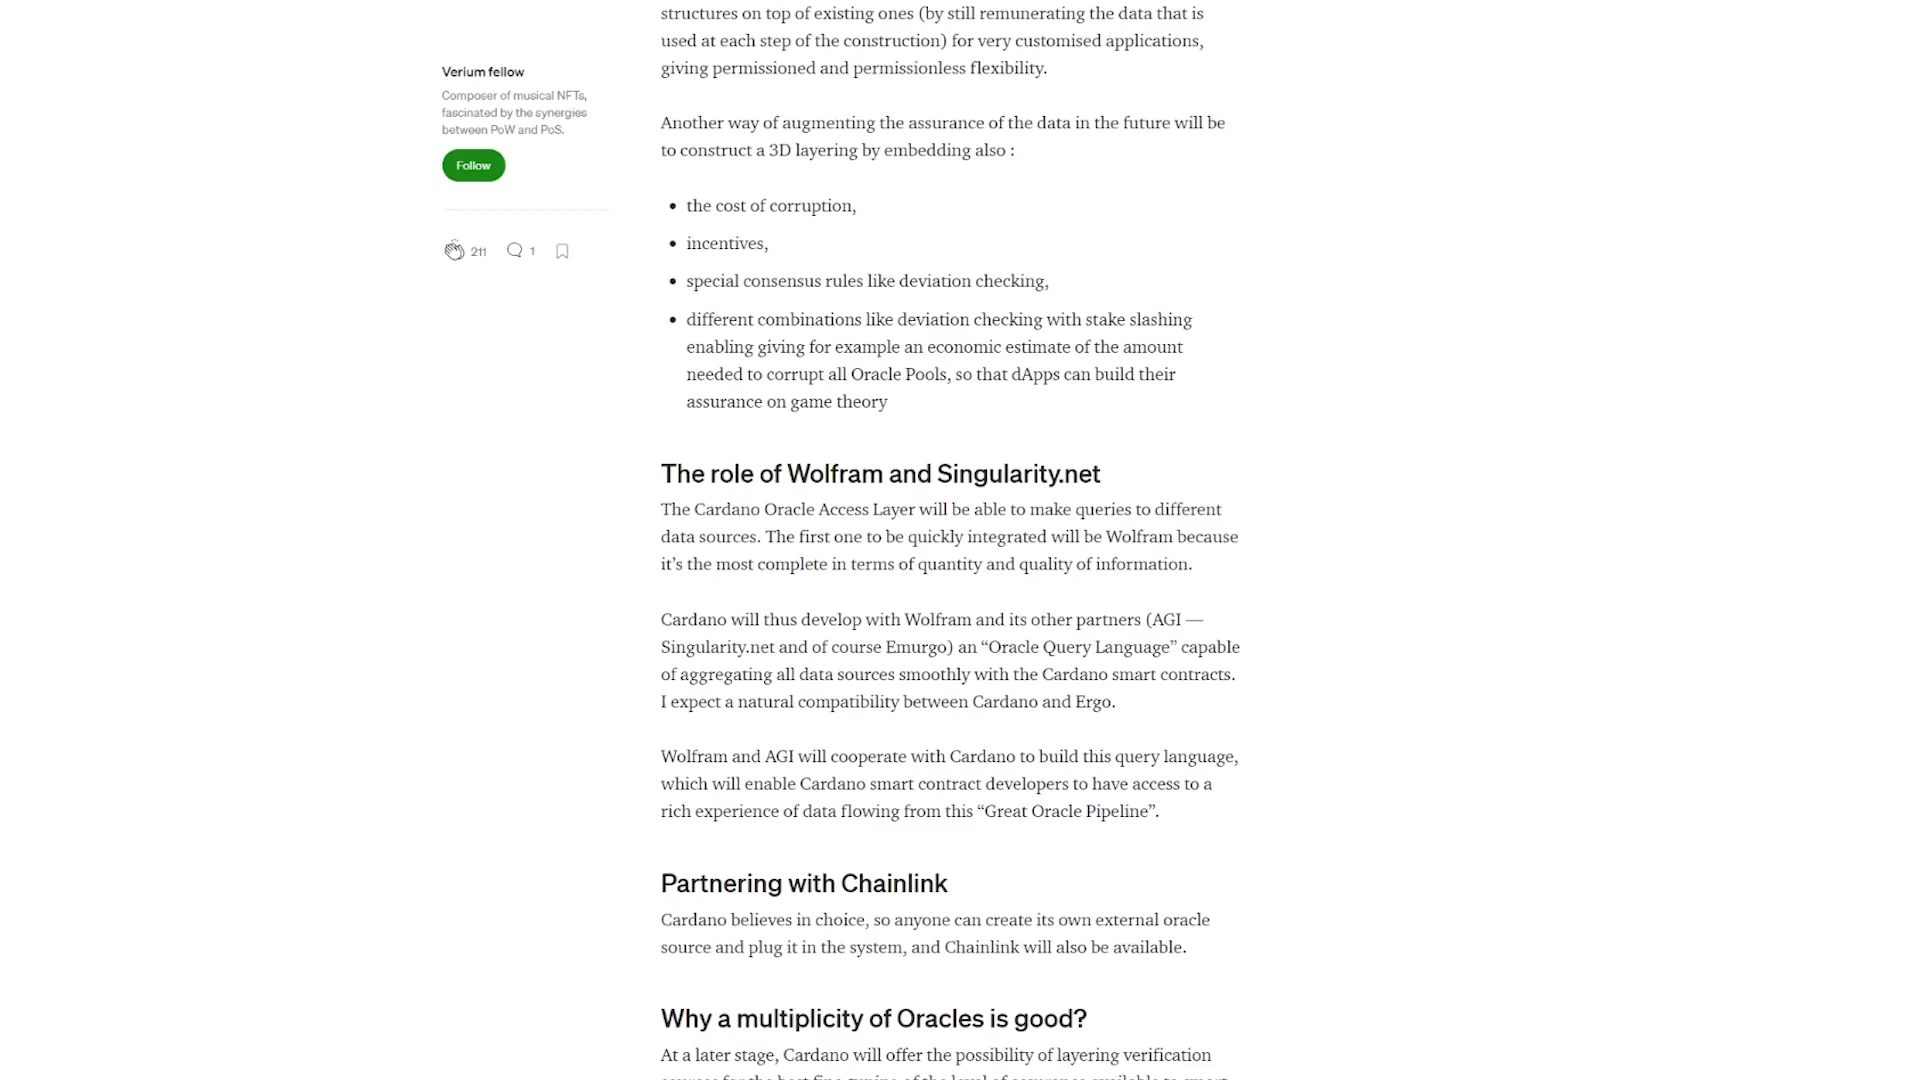 structures on top of existing ones (by still remunerating the data that is
used at each step of the construction) for very customised applications,
giving permissioned and permissionless flexibility.
Verium fellow
Composer of musical NFTs,
fascinated by the synergies
between PoW and PoS.
Follow
211 1
Another way of augmenting the assurance of the data in the future will be
to construct a 3D layering by embedding also :
• the cost of corruption,
• incentives,
• special consensus rules like deviation checking,
• different combinations like deviation checking with stake slashing
enabling giving for example an economic estimate of the amount
needed to corrupt all Oracle Pools, so that dApps can build their
assurance on game theory
The role of Wolfram and Singularity.net
The Cardano Oracle Access Layer will be able to make queries to different
data sources. The first one to be quickly integrated will be Wolfram because
it’s the most complete in terms of quantity and quality of information.
Cardano will thus develop with Wolfram and its other partners (AGI —
Singularity.net and of course Emurgo) an “Oracle Query Language” capable
of aggregating all data sources smoothly with the Cardano smart contracts.
I expect a natural compatibility between Cardano and Ergo.
Wolfram and AGI will cooperate with Cardano to build this query language,
which will enable Cardano smart contract developers to have access to a
rich experience of data flowing from this “Great Oracle Pipeline”.
Partnering with Chainlink
Cardano believes in choice, so anyone can create its own external oracle
source and plug it in the system, and Chainlink will also be available.
Why a multiplicity of Oracles is good?
At a later stage, Cardano will offer the possibility of layering verification